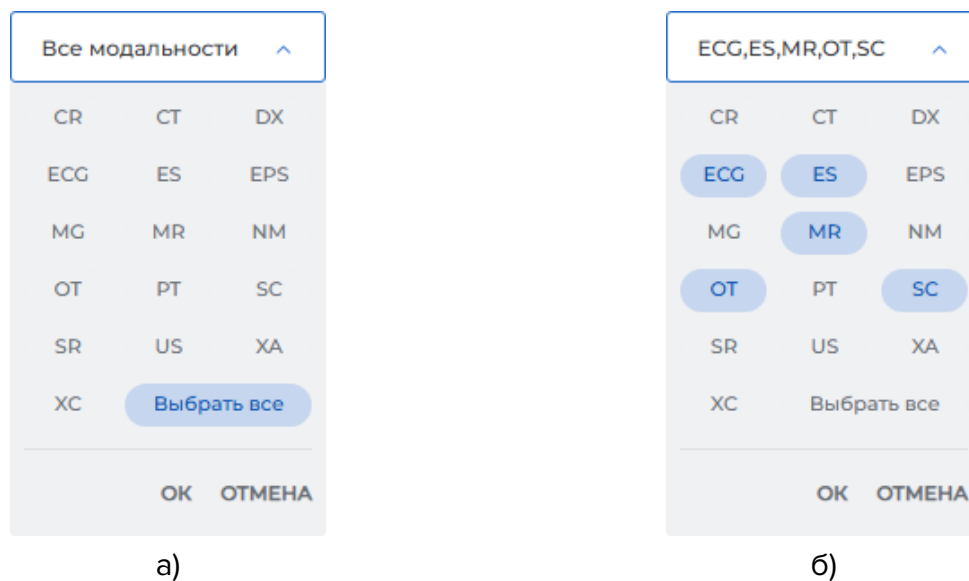 Все модальности
CR CT DX
ECG ES EPS
MG MR NM
OT PT SC
SR US XA
XC Выбрать все
ОК ОТМЕНА
а)
ECG,ES,MR,OT,SC
CR CT DX
ECG ES EPS
MG MR NM
OT PT SC
SR US XA
XC Выбрать все
ОК ОТМЕНА
б)